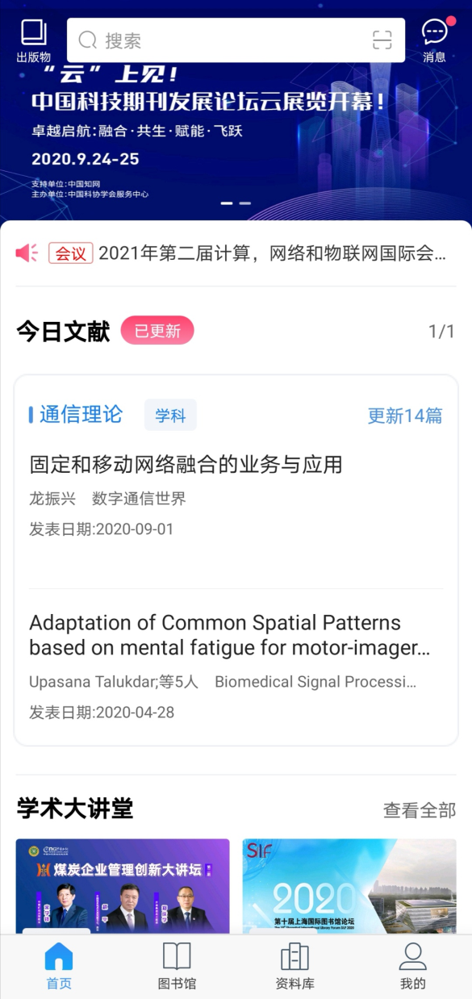 出版物
搜索
消息
“云”上见！
中国科技期刊发展论坛云展览开幕！
卓越启航:融合·共生·赋能·飞跃
2020.9.24-25
支持单位:中国知网
主办单位:中国科协学会服务中心
会议 2021年第二届计算，网络和物联网国际会...
今日文献 已更新 1/1
通信理论 学科 更新14篇
固定和移动网络融合的业务与应用
龙振兴 数字通信世界
发表日期:2020-09-01
Adaptation of Common Spatial Patterns
based on mental fatigue for motor-imager...
Upasana Talukdar;等5人 Biomedical Signal Processi...
发表日期:2020-04-28
学术大讲堂 查看全部
煤炭企业管理创新大讲坛
SIF
2020
第十届上海国际图书馆论坛
首页 图书馆 资料库 我的